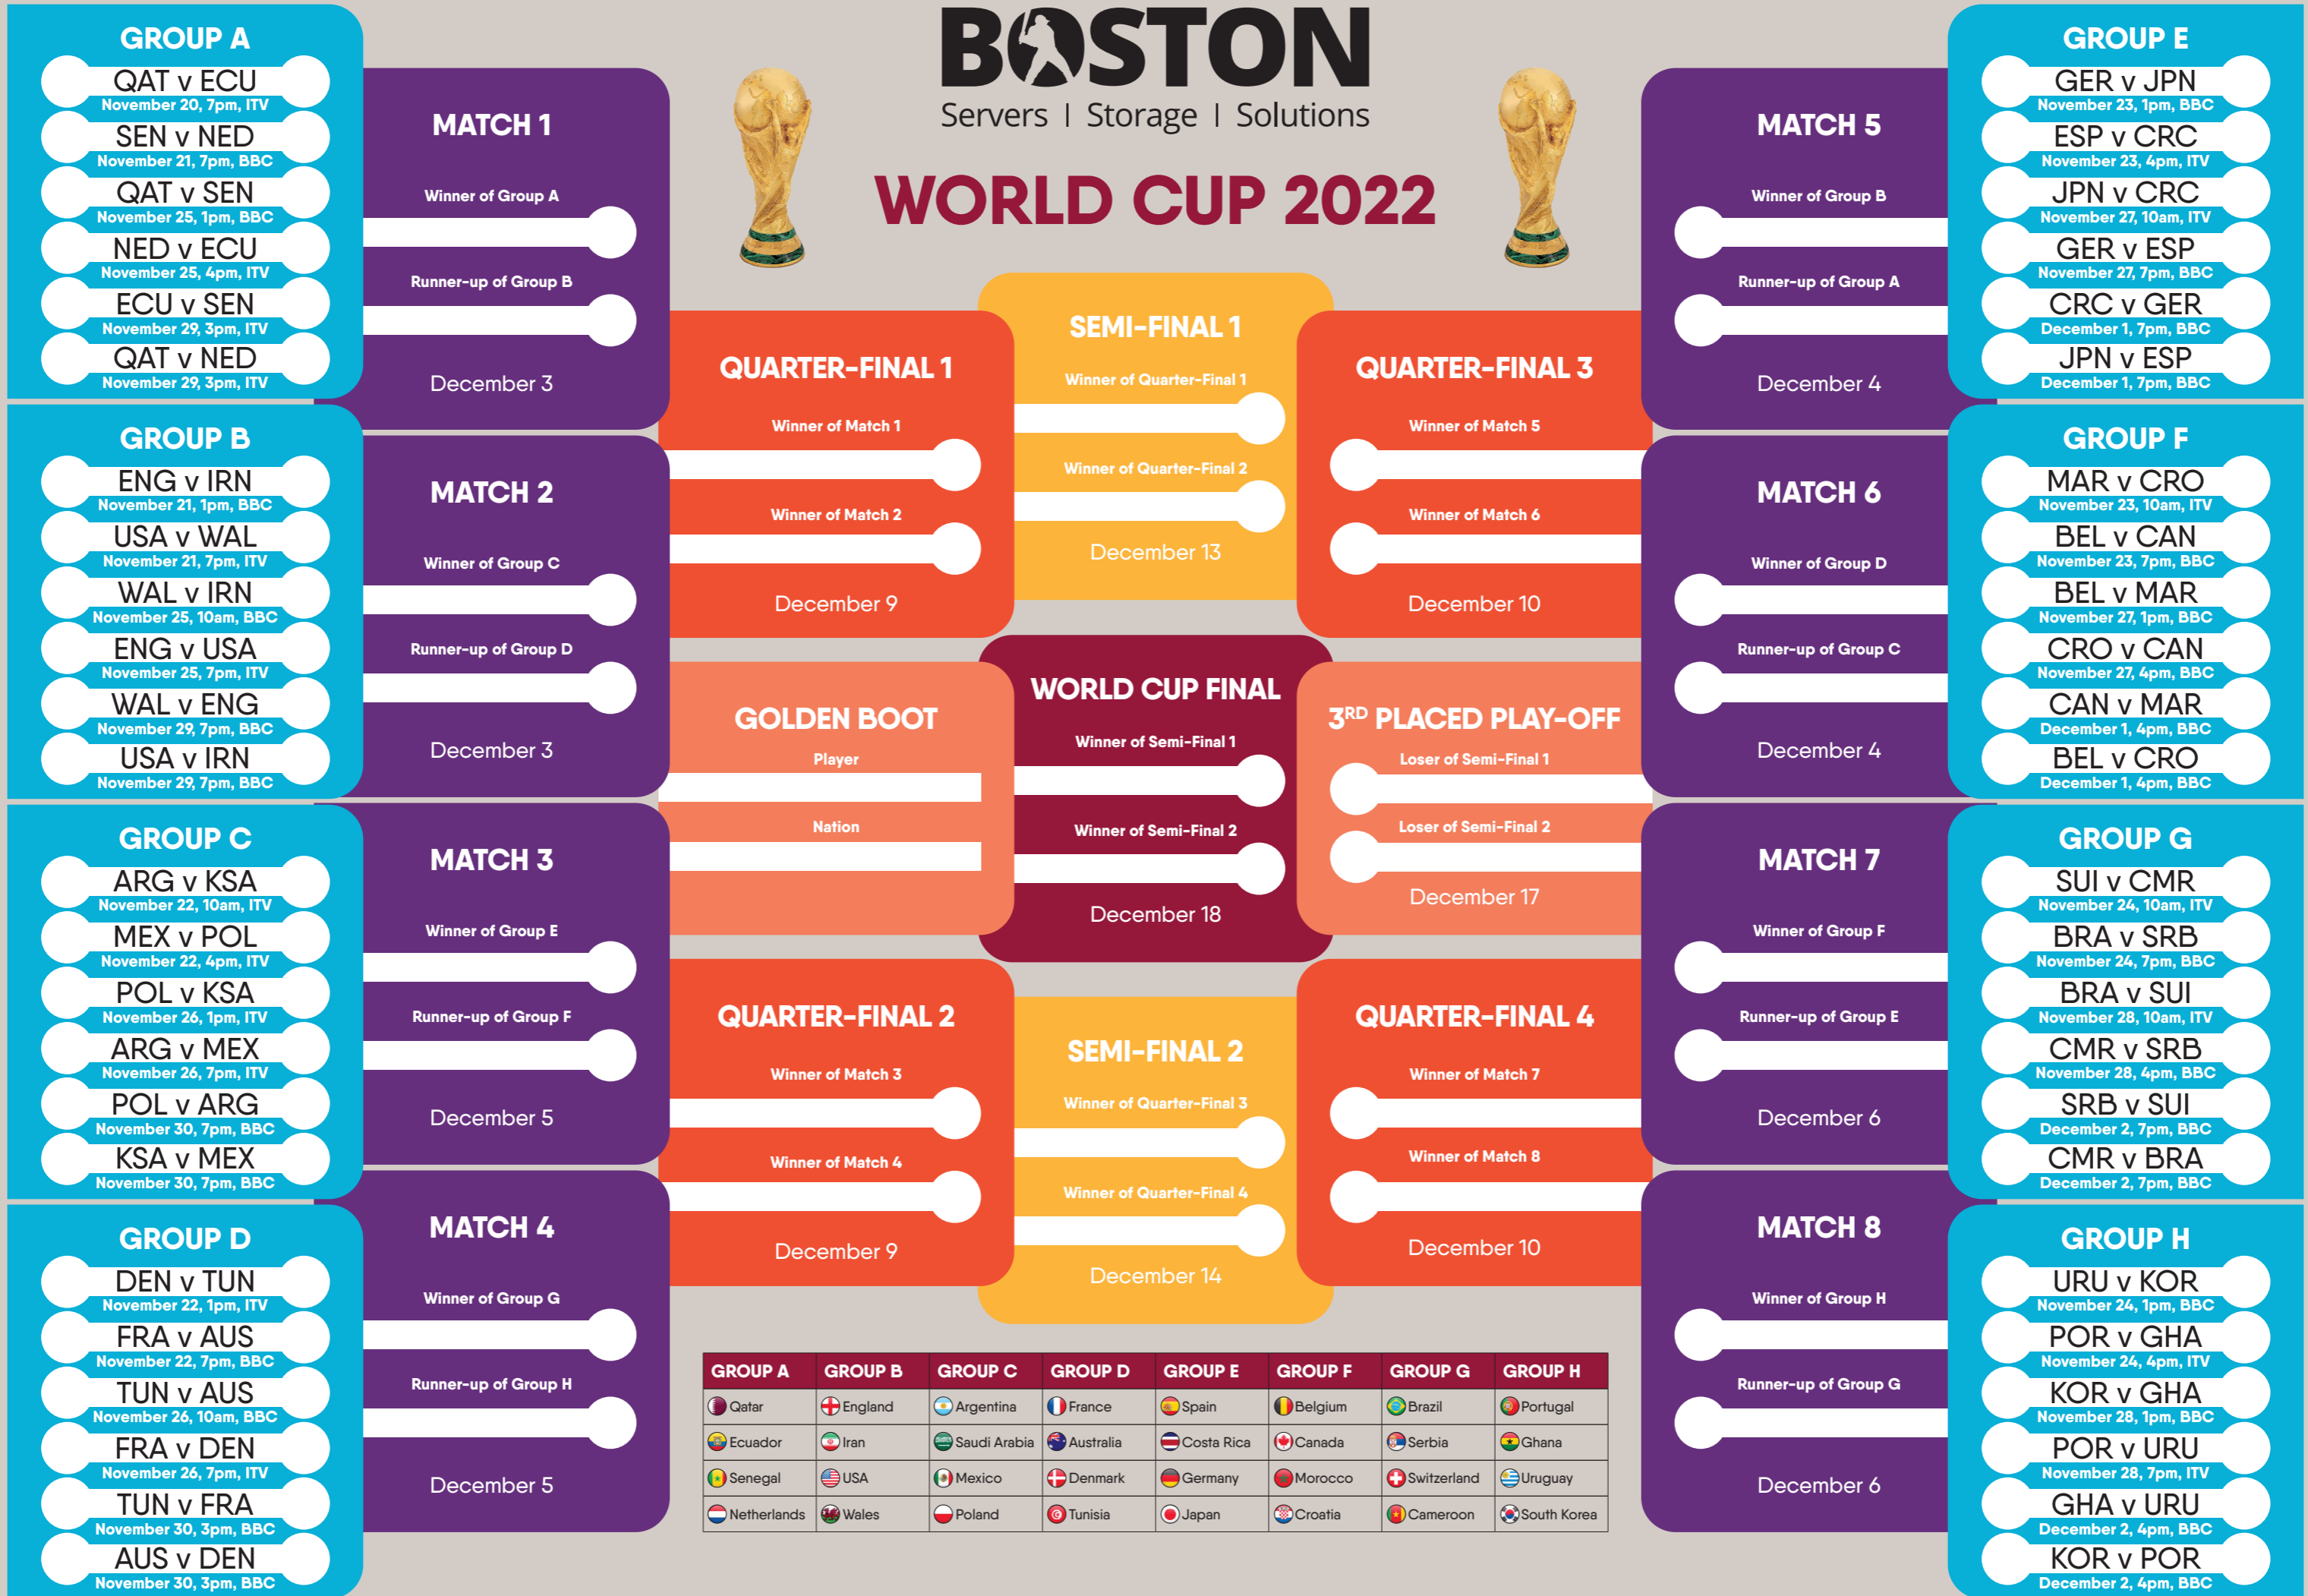 BOSTON
Servers | Storage | Solutions
WORLD CUP 2022
GROUP A
QAT v ECU
November 20, 7pm, ITV
SEN v NED
November 21, 7pm, BBC
QAT v SEN
November 25, 1pm, BBC
NED v ECU
November 25, 4pm, ITV
ECU v SEN
November 29, 3pm, ITV
QAT v NED
November 29, 3pm, ITV
GROUP B
ENG v IRN
November 21, 1pm, BBC
USA v WAL
November 21, 7pm, ITV
WAL v IRN
November 25, 10am, BBC
ENG v USA
November 25, 7pm, ITV
WAL v ENG
November 29, 7pm, BBC
USA v IRN
November 29, 7pm, BBC
GROUP C
ARG v KSA
November 22, 10am, ITV
MEX v POL
November 22, 4pm, ITV
POL v KSA
November 26, 1pm, ITV
ARG v MEX
November 26, 7pm, ITV
POL v ARG
November 30, 7pm, BBC
KSA v MEX
November 30, 7pm, BBC
GROUP D
DEN v TUN
November 22, 1pm, ITV
FRA v AUS
November 22, 7pm, BBC
TUN v AUS
November 26, 10am, BBC
FRA v DEN
November 26, 7pm, ITV
TUN v FRA
November 30, 3pm, BBC
AUS v DEN
November 30, 3pm, BBC
MATCH 1
Winner of Group A
Runner-up of Group B
December 3
MATCH 2
Winner of Group C
Runner-up of Group D
December 3
MATCH 3
Winner of Group E
Runner-up of Group F
December 5
MATCH 4
Winner of Group G
Runner-up of Group H
December 5
QUARTER-FINAL 1
Winner of Match 1
Winner of Match 2
December 9
GOLDEN BOOT
Player
Nation
QUARTER-FINAL 2
Winner of Match 3
Winner of Match 4
December 9
SEMI-FINAL 1
Winner of Quarter-Final 1
Winner of Quarter-Final 2
December 13
WORLD CUP FINAL
Winner of Semi-Final 1
Winner of Semi-Final 2
December 18
SEMI-FINAL 2
Winner of Quarter-Final 3
Winner of Quarter-Final 4
December 14
QUARTER-FINAL 3
Winner of Match 5
Winner of Match 6
December 10
3RD PLACED PLAY-OFF
Loser of Semi-Final 1
Loser of Semi-Final 2
December 17
QUARTER-FINAL 4
Winner of Match 7
Winner of Match 8
December 10
MATCH 5
Winner of Group B
Runner-up of Group A
December 4
MATCH 6
Winner of Group D
Runner-up of Group C
December 4
MATCH 7
Winner of Group F
Runner-up of Group E
December 6
MATCH 8
Winner of Group H
Runner-up of Group G
December 6
GROUP E
GER v JPN
November 23, 1pm, BBC
ESP v CRC
November 23, 4pm, ITV
JPN v CRC
November 27, 10am, ITV
GER v ESP
November 27, 7pm, BBC
CRC v GER
December 1, 7pm, BBC
JPN v ESP
December 1, 7pm, BBC
GROUP F
MAR v CRO
November 23, 10am, ITV
BEL v CAN
November 23, 7pm, BBC
BEL v MAR
November 27, 1pm, BBC
CRO v CAN
November 27, 4pm, BBC
CAN v MAR
December 1, 4pm, BBC
BEL v CRO
December 1, 4pm, BBC
GROUP G
SUI v CMR
November 24, 10am, ITV
BRA v SRB
November 24, 7pm, BBC
BRA v SUI
November 28, 10am, ITV
CMR v SRB
November 28, 4pm, BBC
SRB v SUI
December 2, 7pm, BBC
CMR v BRA
December 2, 7pm, BBC
GROUP H
URU v KOR
November 24, 1pm, BBC
POR v GHA
November 24, 4pm, ITV
KOR v GHA
November 28, 1pm, BBC
POR v URU
November 28, 7pm, ITV
GHA v URU
December 2, 4pm, BBC
KOR v POR
December 2, 4pm, BBC
GROUP A GROUP B GROUP C GROUP D GROUP E GROUP F GROUP G GROUP H
Qatar England Argentina France Spain Belgium Brazil Portugal
Ecuador Iran Saudi Arabia Australia Costa Rica Canada Serbia Ghana
Senegal USA Mexico Denmark Germany Morocco Switzerland Uruguay
Netherlands Wales Poland Tunisia Japan Croatia Cameroon South Korea